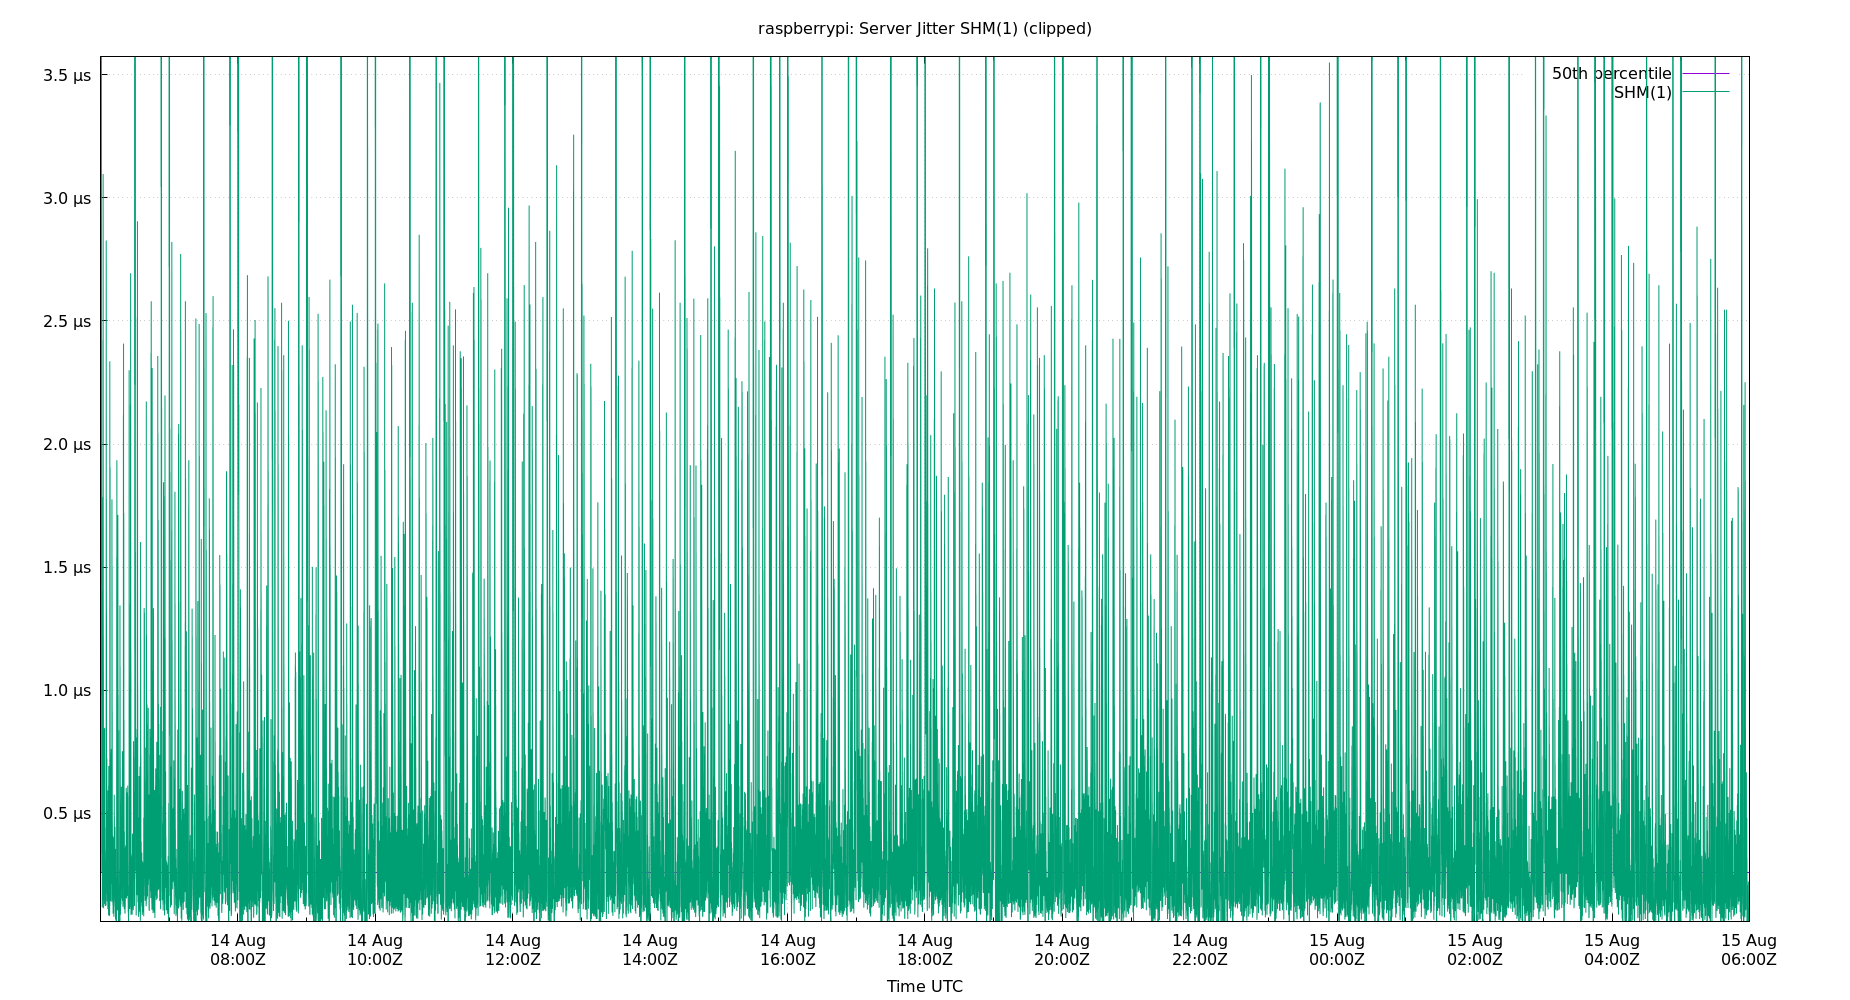 raspberrypi: Server Jitter SHM(1) (clipped)
3.5 µs
3.0 µs
2.5 µs
2.0 µs
1.5 µs
1.0 µs
0.5 µs
50th percentile
SHM(1)
14 Aug 14 Aug 14 Aug 14 Aug 14 Aug 14 Aug 14 Aug 14 Aug 15 Aug 15 Aug 15 Aug 15 Aug
08:00Z 10:00Z 12:00Z 14:00Z 16:00Z 18:00Z 20:00Z 22:00Z 00:00Z 02:00Z 04:00Z 06:00Z
Time UTC